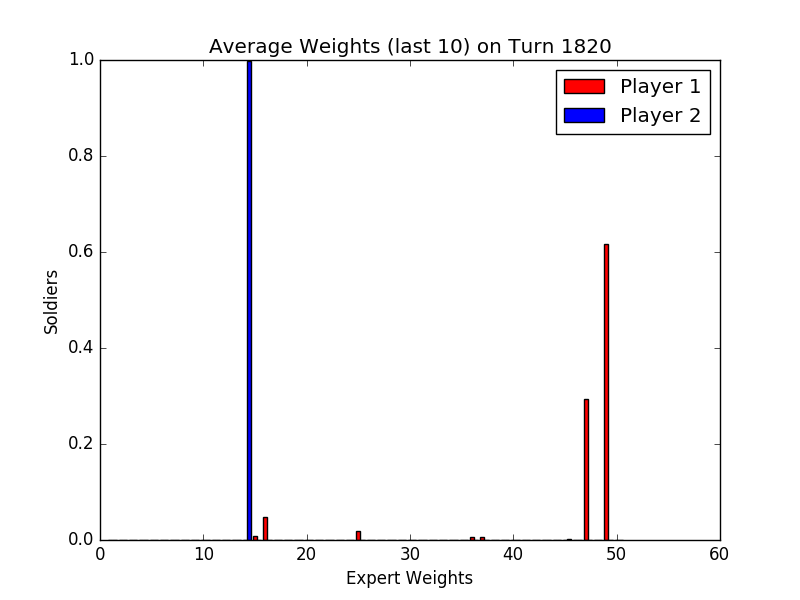 Average Weights (last 10) on Turn 1820
1.0
0.8
0.6
0.4
0.2
0.0
Soldiers
Player 1
Player 2
0 10 20 30 40 50 60
Expert Weights